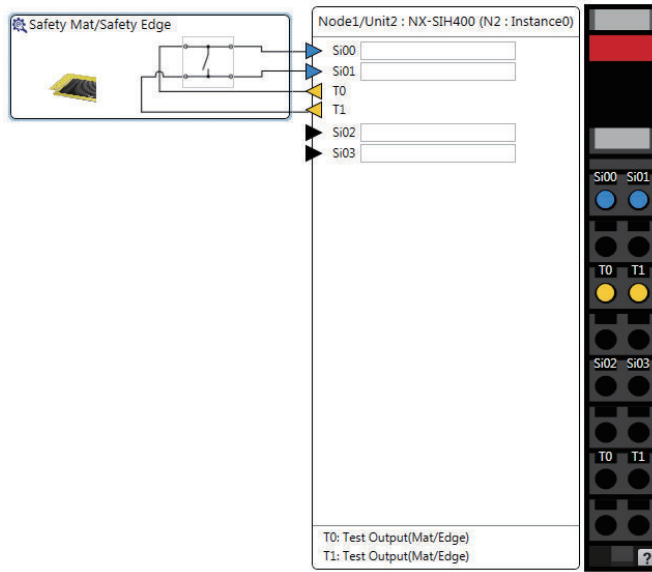 Safety Mat/Safety Edge
Node1/Unit2 : NX-SIH400 (N2 : Instance0)
Si00
Si01
T0
T1
Si02
Si03
T0: Test Output(Mat/Edge)
T1: Test Output(Mat/Edge)
Si00 Si01
T0 T1
Si02 Si03
T0 T1
?